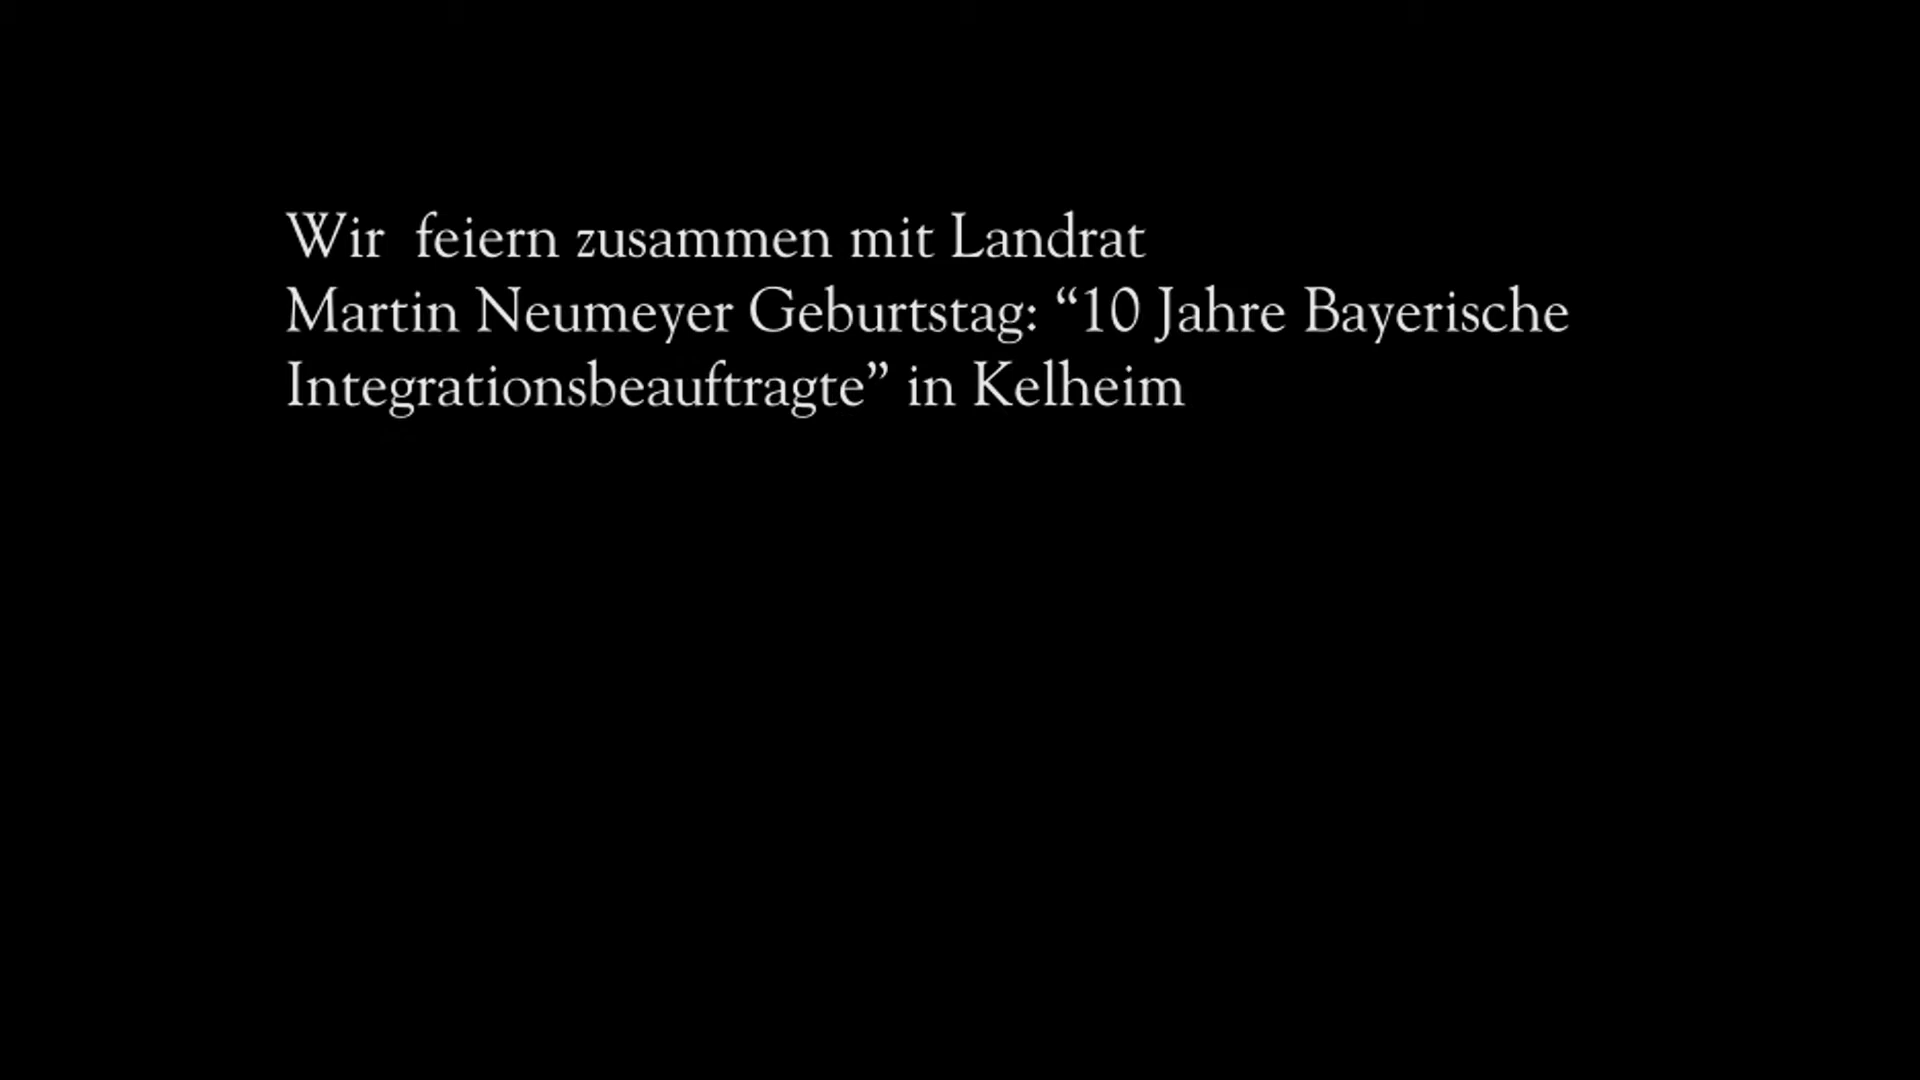 Wir  feiern zusammen mit Landrat
Martin Neumeyer Geburtstag: “10 Jahre Bayerische
Integrationsbeauftragte” in Kelheim